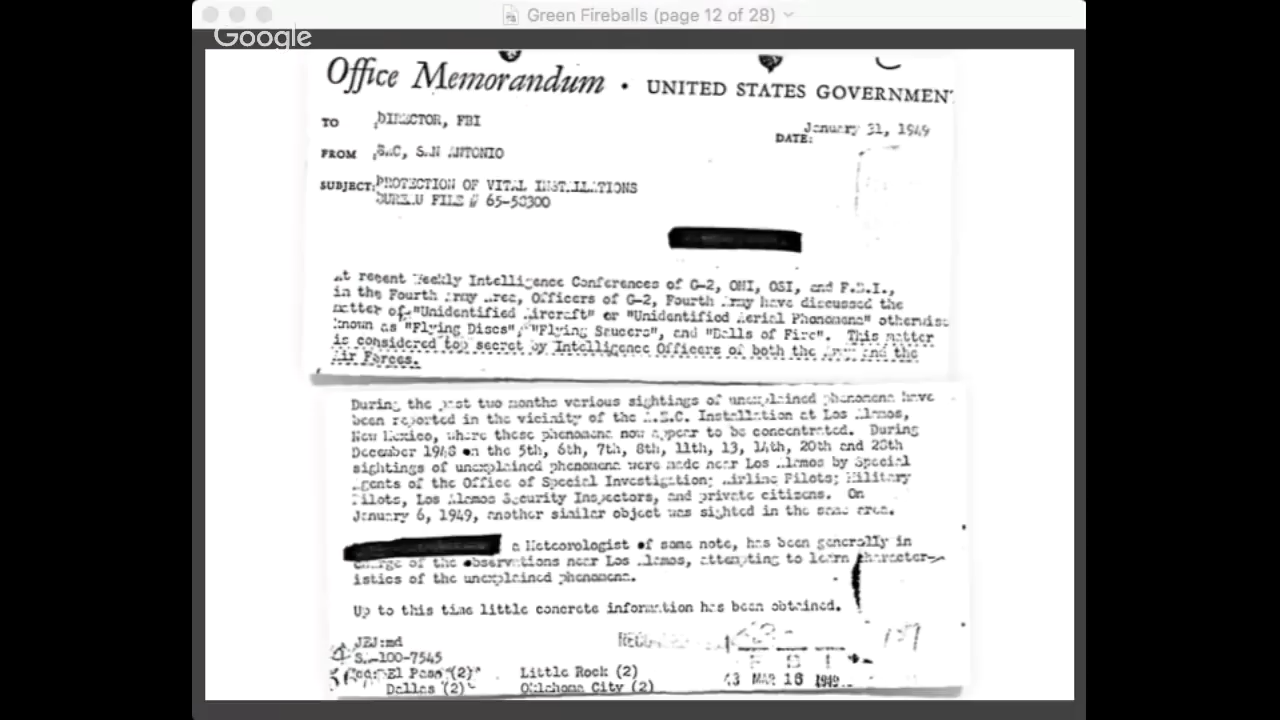 Green Fireballs (page 12 of 28)
Google
Office Memorandum • UNITED STATES GOVERNMEN
TO DIRECTOR, FBI
DATE: January 31, 1949
FROM SAC, SAN ANTONIO
SUBJECT: PROTECTION OF VITAL INSTALLATIONS
BUREAU FILE # 65-58300
At recent Weekly Intelligence Conferences of G-2, ONI, OSI, and F.B.I.,
in the Fourth Army Area, Officers of G-2, Fourth Army have discussed the
matter of "Unidentified Aircraft" or "Unidentified Aerial Phenomena" otherwise
known as "Flying Discs", "Flying Saucers", and "Balls of Fire". This matter
is considered top secret by Intelligence Officers of both the Army and the
Air Forces.
During the past two months various sightings of unexplained phenomena have
been reported in the vicinity of the A.E.C. Installation at Los Alamos,
New Mexico, where these phenomena now appear to be concentrated. During
December 1948 on the 5th, 6th, 7th, 8th, 11th, 13, 14th, 20th and 28th
sightings of unexplained phenomena were made near Los Alamos by Special
Agents of the Office of Special Investigation; Airline Pilots; Military
Pilots, Los Alamos Security Inspectors, and private citizens. On
January 6, 1949, another similar object was sighted in the same area.
a Meteorologist of some note, has been generally in
charge of the observations near Los Alamos, attempting to learn character-
istics of the unexplained phenomena.
Up to this time little concrete information has been obtained.
JEJ:md
SA 100-7545
cc: El Paso (2) Little Rock (2)
Dallas (2) Oklahoma City (2)
F B I
MAR 16 1949